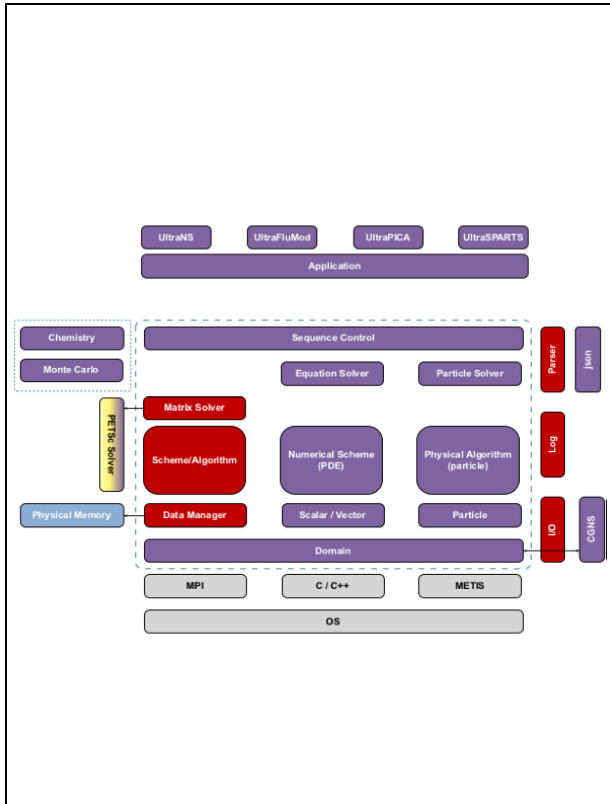 UltraNS
UltraFluMod
UltraPICA
UltraSPARTS
Application
Chemistry
Monte Carlo
Sequence Control
Equation Solver
Particle Solver
Parser
json
PETSc Solver
Matrix Solver
Scheme/Algorithm
Numerical Scheme
(PDE)
Physical Algorithm
(particle)
Log
Physical Memory
Data Manager
Scalar / Vector
Particle
I/O
CGNS
Domain
MPI
C / C++
METIS
OS